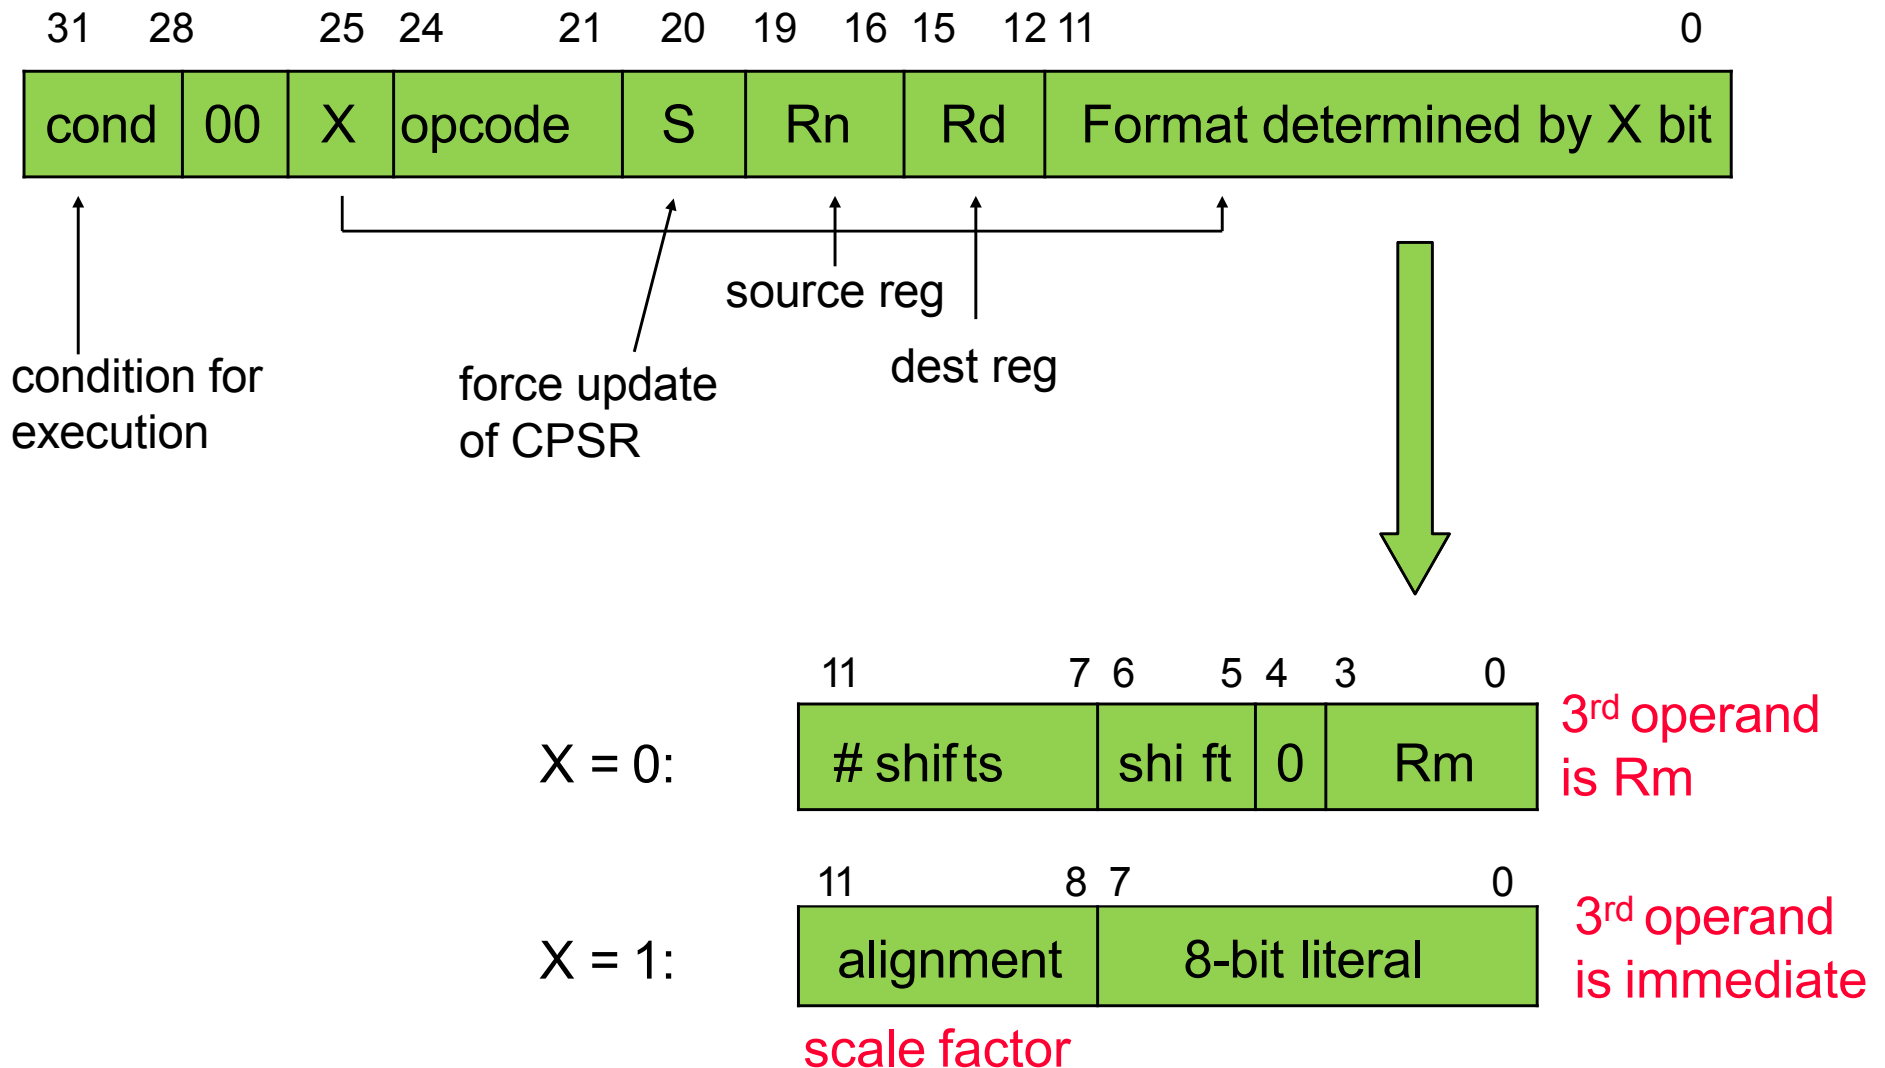 31 28 25 24 21 20 19 16 15 12 11 0
cond 00 X opcode S Rn Rd Format determined by X bit
source reg
condition for
execution
force update
of CPSR
dest reg
11 7 6 5 4 3 0
X = 0: # shifts shi ft 0 Rm
3rd operand
is Rm
11 8 7 0
X = 1: alignment 8-bit literal
3rd operand
is immediate
scale factor